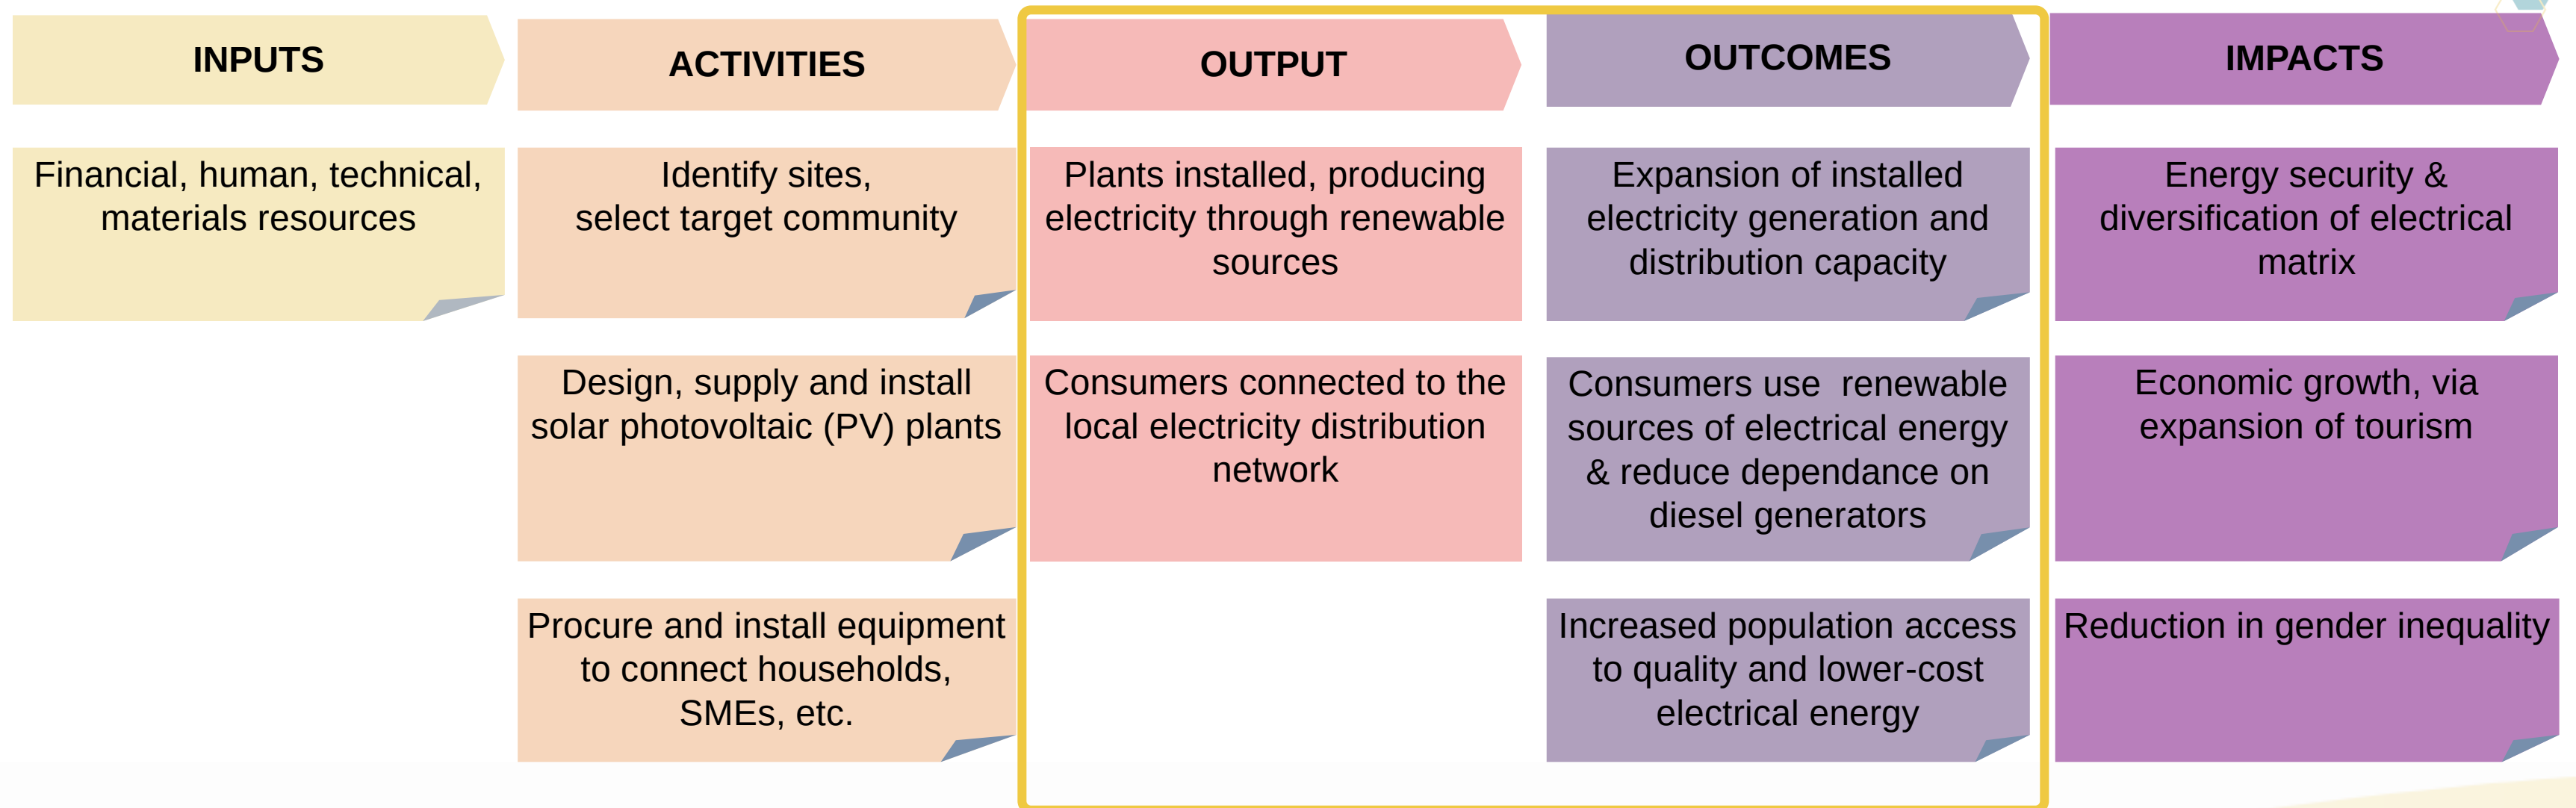 INPUTS
Financial, human, technical,
materials resources
ACTIVITIES
Identify sites,
select target community
Design, supply and install
solar photovoltaic (PV) plants
Procure and install equipment
to connect households,
SMEs, etc.
OUTPUT
Plants installed, producing
electricity through renewable
sources
Consumers connected to the
local electricity distribution
network
OUTCOMES
Expansion of installed
electricity generation and
distribution capacity
Consumers use  renewable
sources of electrical energy
& reduce dependance on
diesel generators
Increased population access
to quality and lower-cost
electrical energy
IMPACTS
Energy security &
diversification of electrical
matrix
Economic growth, via
expansion of tourism
Reduction in gender inequality